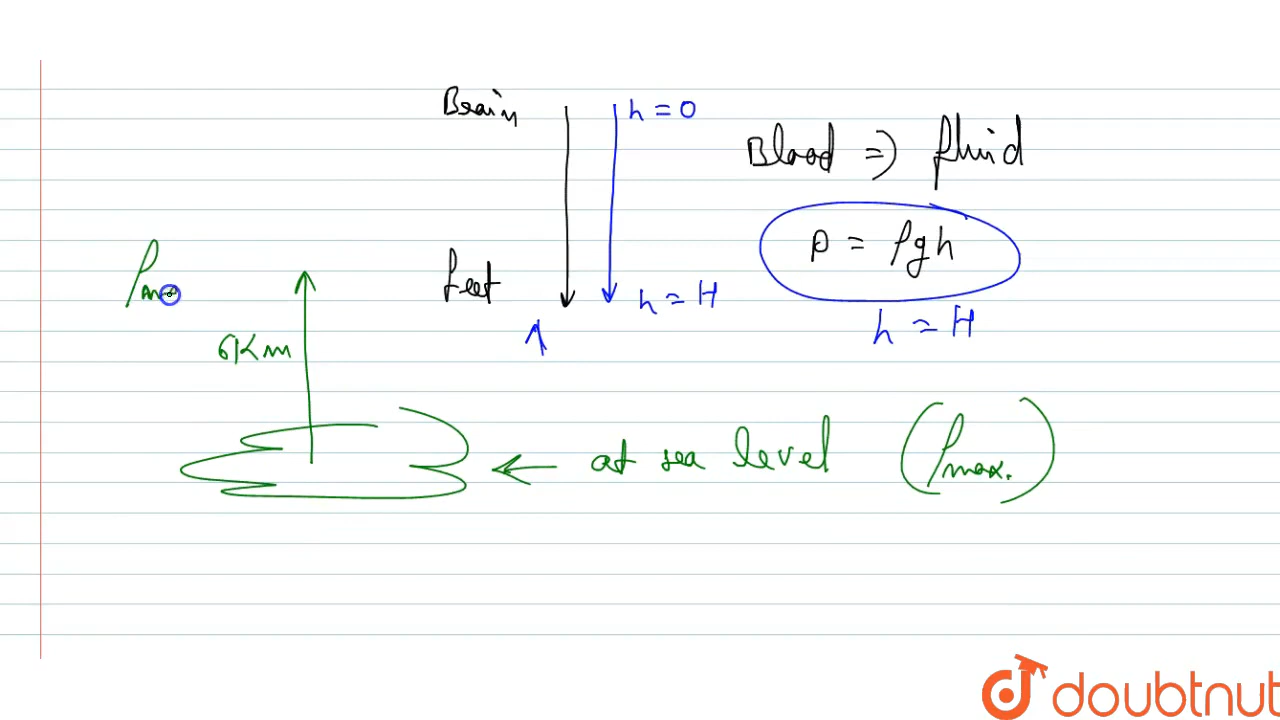 Brain h = 0
Blood ⇒ fluid
P = ρgh
feet h = H
h = H
6Km
← at sea level (ρmax.)
doubtnut